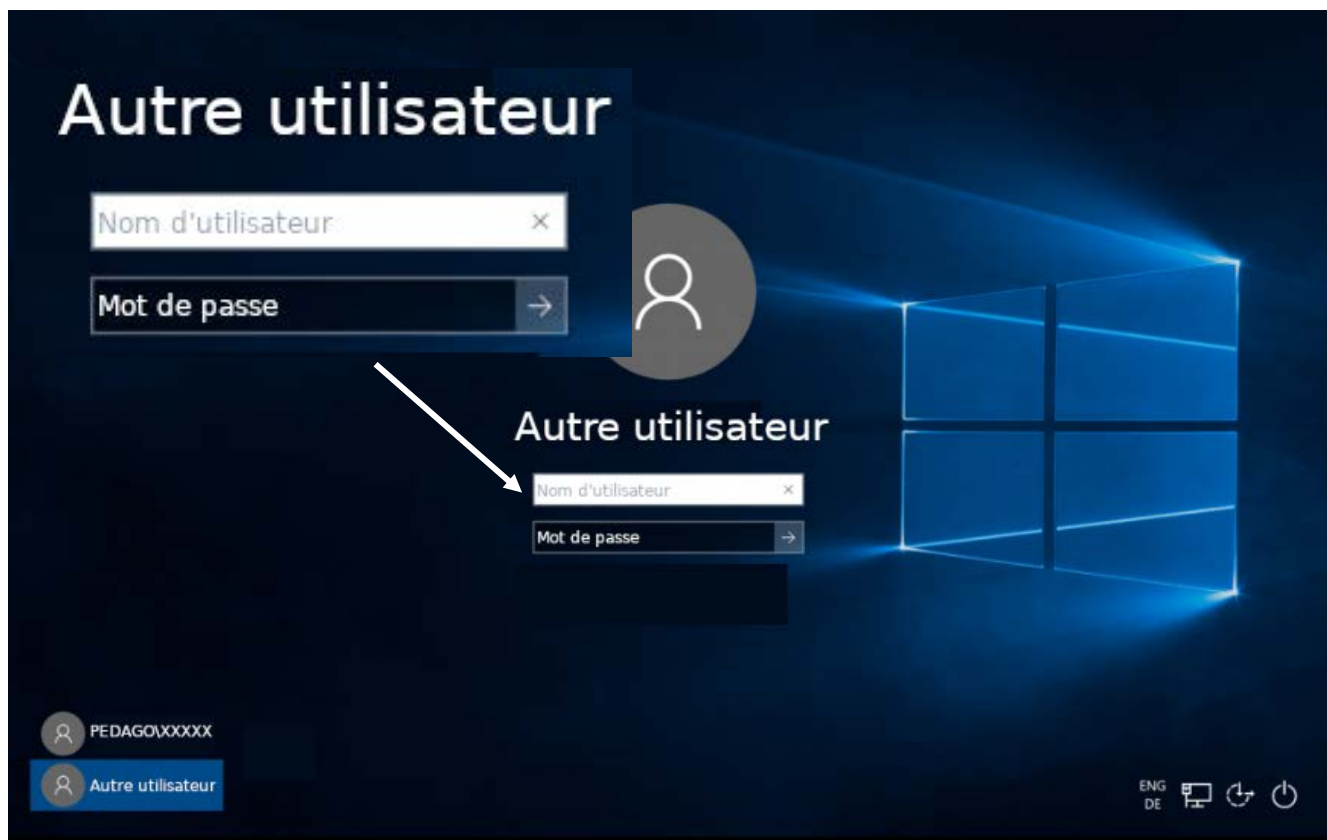 Autre utilisateur
Nom d'utilisateur
Mot de passe
Autre utilisateur
Nom d'utilisateur
Mot de passe
PEDAGO\XXXXX
Autre utilisateur
ENG
DE